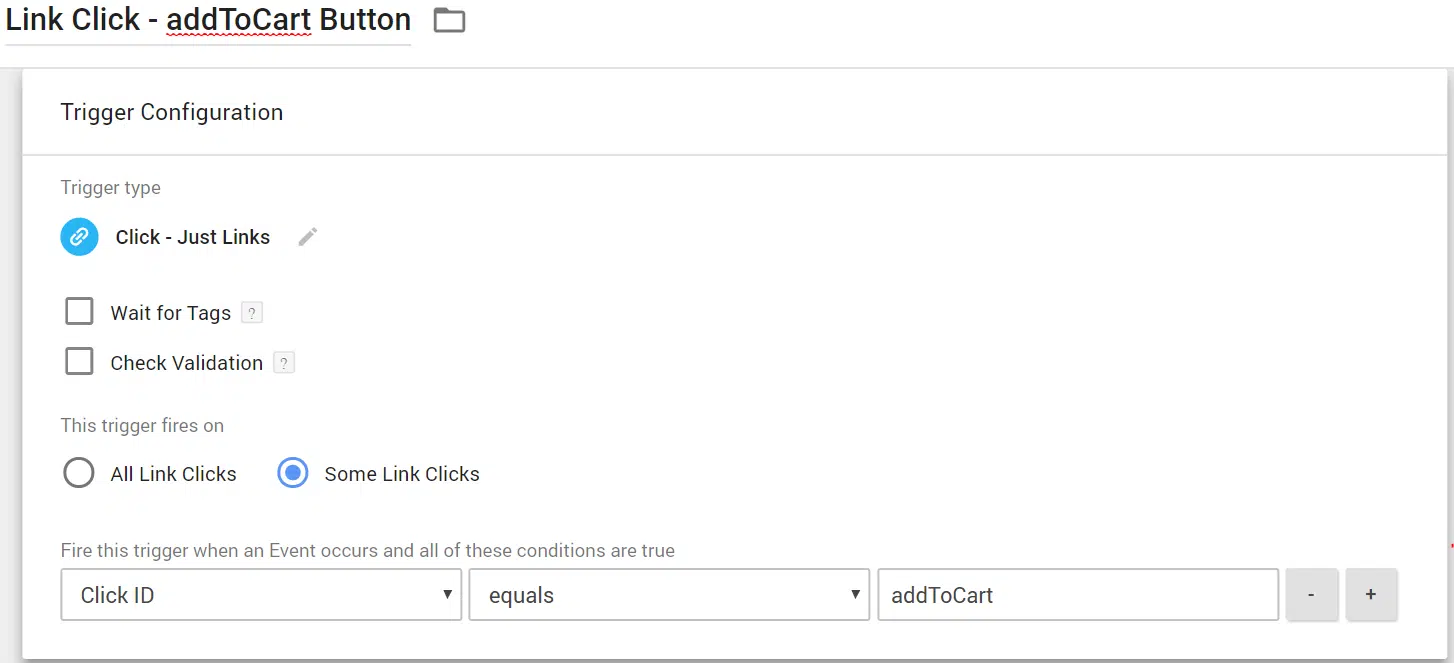 Link Click - addToCart Button
Trigger Configuration
Trigger type
Click - Just Links
Wait for Tags ?
Check Validation ?
This trigger fires on
All Link Clicks Some Link Clicks
Fire this trigger when an Event occurs and all of these conditions are true
Click ID equals addToCart - +